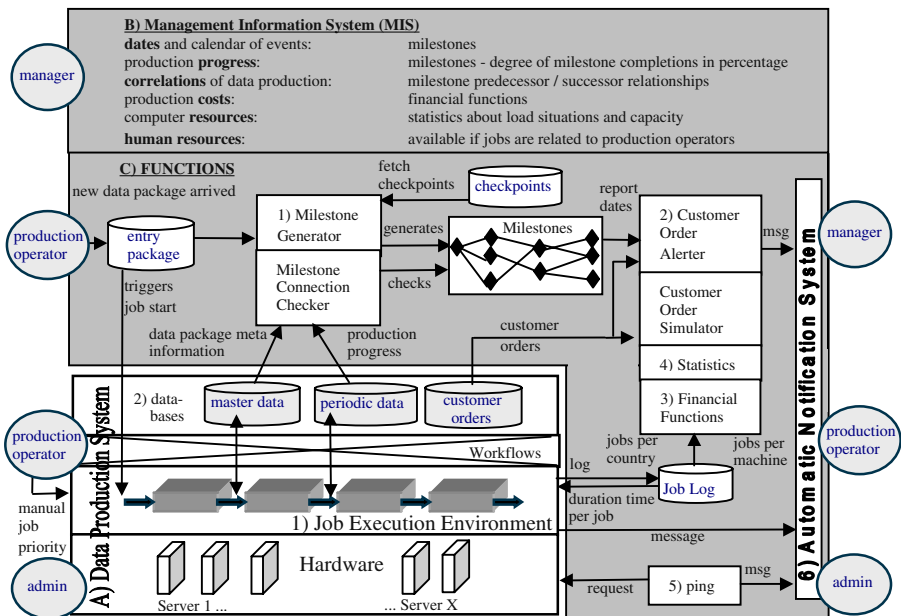 B) Management Information System (MIS)
dates and calendar of events: milestones
production progress: milestones - degree of milestone completions in percentage
correlations of data production: milestone predecessor / successor relationships
production costs: financial functions
computer resources: statistics about load situations and capacity
human resources: available if jobs are related to production operators
manager
C) FUNCTIONS
new data package arrived
fetch
checkpoints
checkpoints
report
dates
production
operator
entry
package
1) Milestone
Generator
generates
Milestones
2) Customer
Order
Alerter
msg
manager
triggers
job start
Milestone
Connection
Checker
checks
Customer
Order
Simulator
data package meta
information
production
progress
customer
orders
4) Statistics
3) Financial
Functions
6) Automatic Notification System
A) Data Production System
2) data-
bases
master data
periodic data
customer
orders
production
operator
Workflows
jobs per
country
jobs per
machine
production
operator
log
Job Log
duration time
per job
manual
job
priority
1) Job Execution Environment
message
Hardware
admin
Server 1 ...
... Server X
request
5) ping
msg
admin